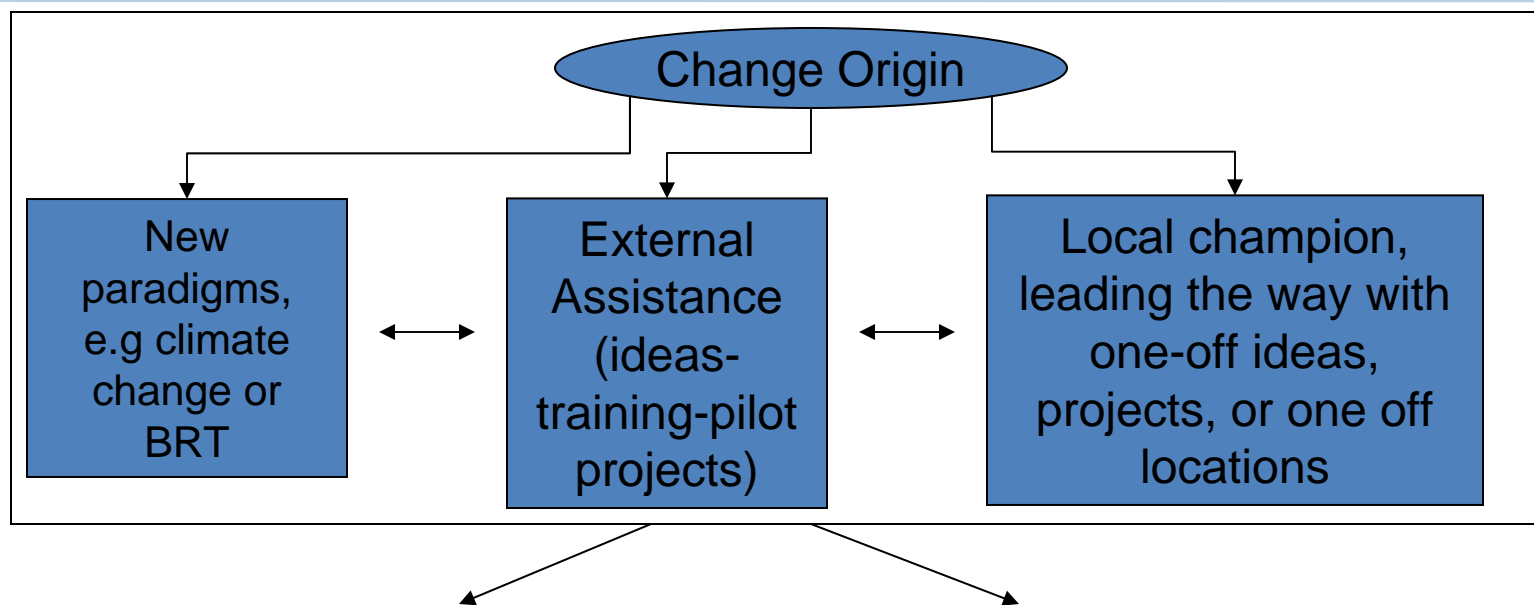 Change Origin
New
paradigms,
e.g climate
change or
BRT
External
Assistance
(ideas-
training-pilot
projects)
Local champion,
leading the way with
one-off ideas,
projects, or one off
locations